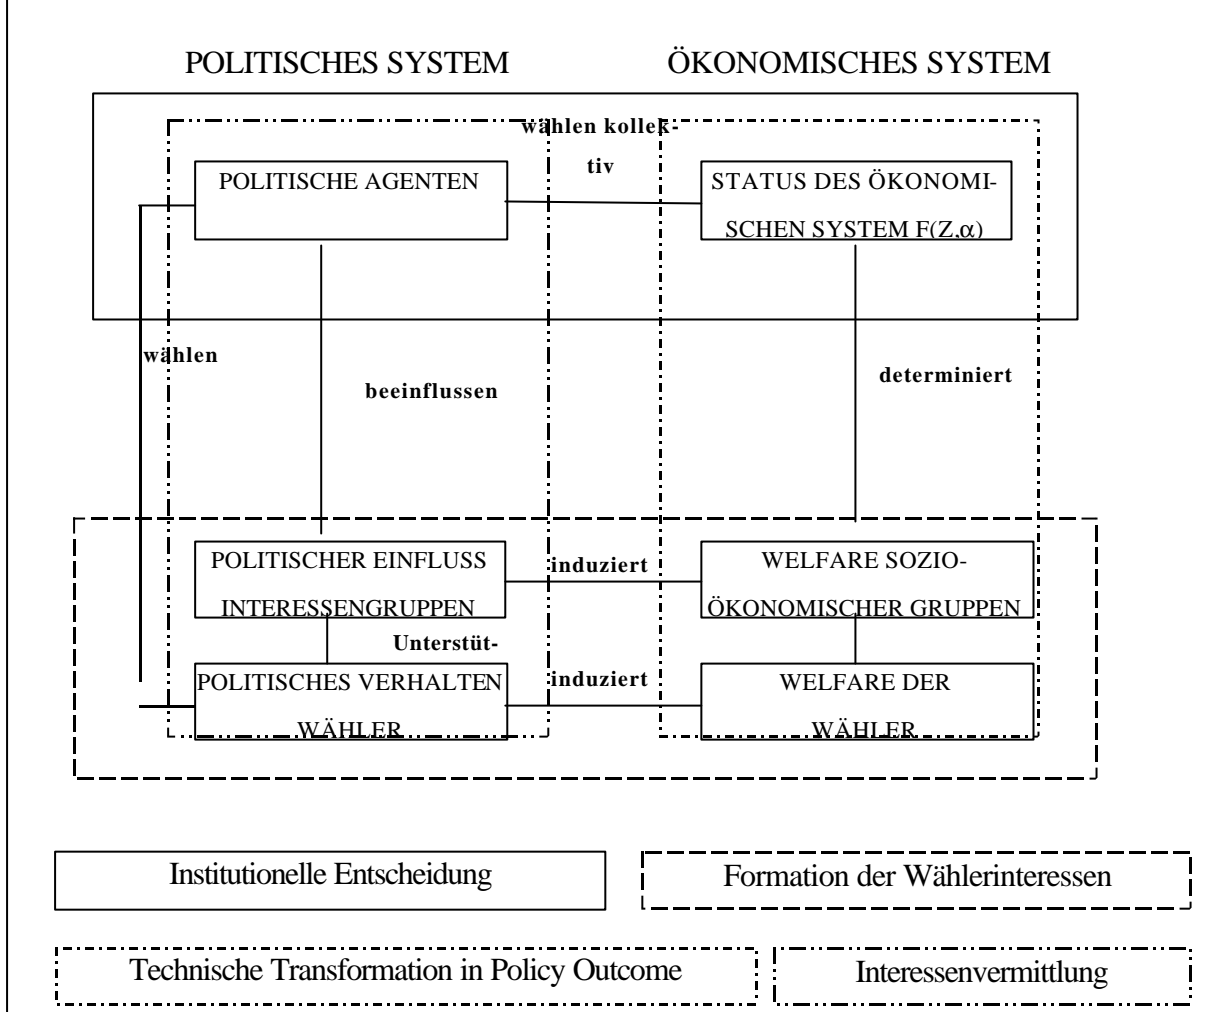 POLITISCHES SYSTEM
ÖKONOMISCHES SYSTEM
wählen kollek-
tiv
POLITISCHE AGENTEN
STATUS DES ÖKONOMI-
SCHEN SYSTEM F(Z,α)
wählen
beeinflussen
determiniert
POLITISCHER EINFLUSS
INTERESSENGRUPPEN
induziert
WELFARE SOZIO-
ÖKONOMISCHER GRUPPEN
Unterstüt-
POLITISCHES VERHALTEN
WÄHLER
induziert
WELFARE DER
WÄHLER
Institutionelle Entscheidung
Formation der Wählerinteressen
Technische Transformation in Policy Outcome
Interessenvermittlung